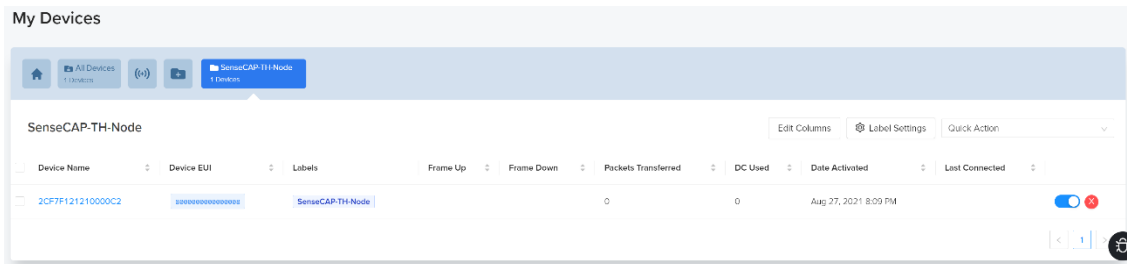 My Devices
All Devices
1 Devices
SenseCAP-TH-Node
1 Devices
SenseCAP-TH-Node
Edit Columns
Label Settings
Quick Action
Device Name
Device EUI
Labels
Frame Up
Frame Down
Packets Transferred
DC Used
Date Activated
Last Connected
2CF7F121210000C2
SenseCAP-TH-Node
0
0
Aug 27, 2021 8:09 PM
1